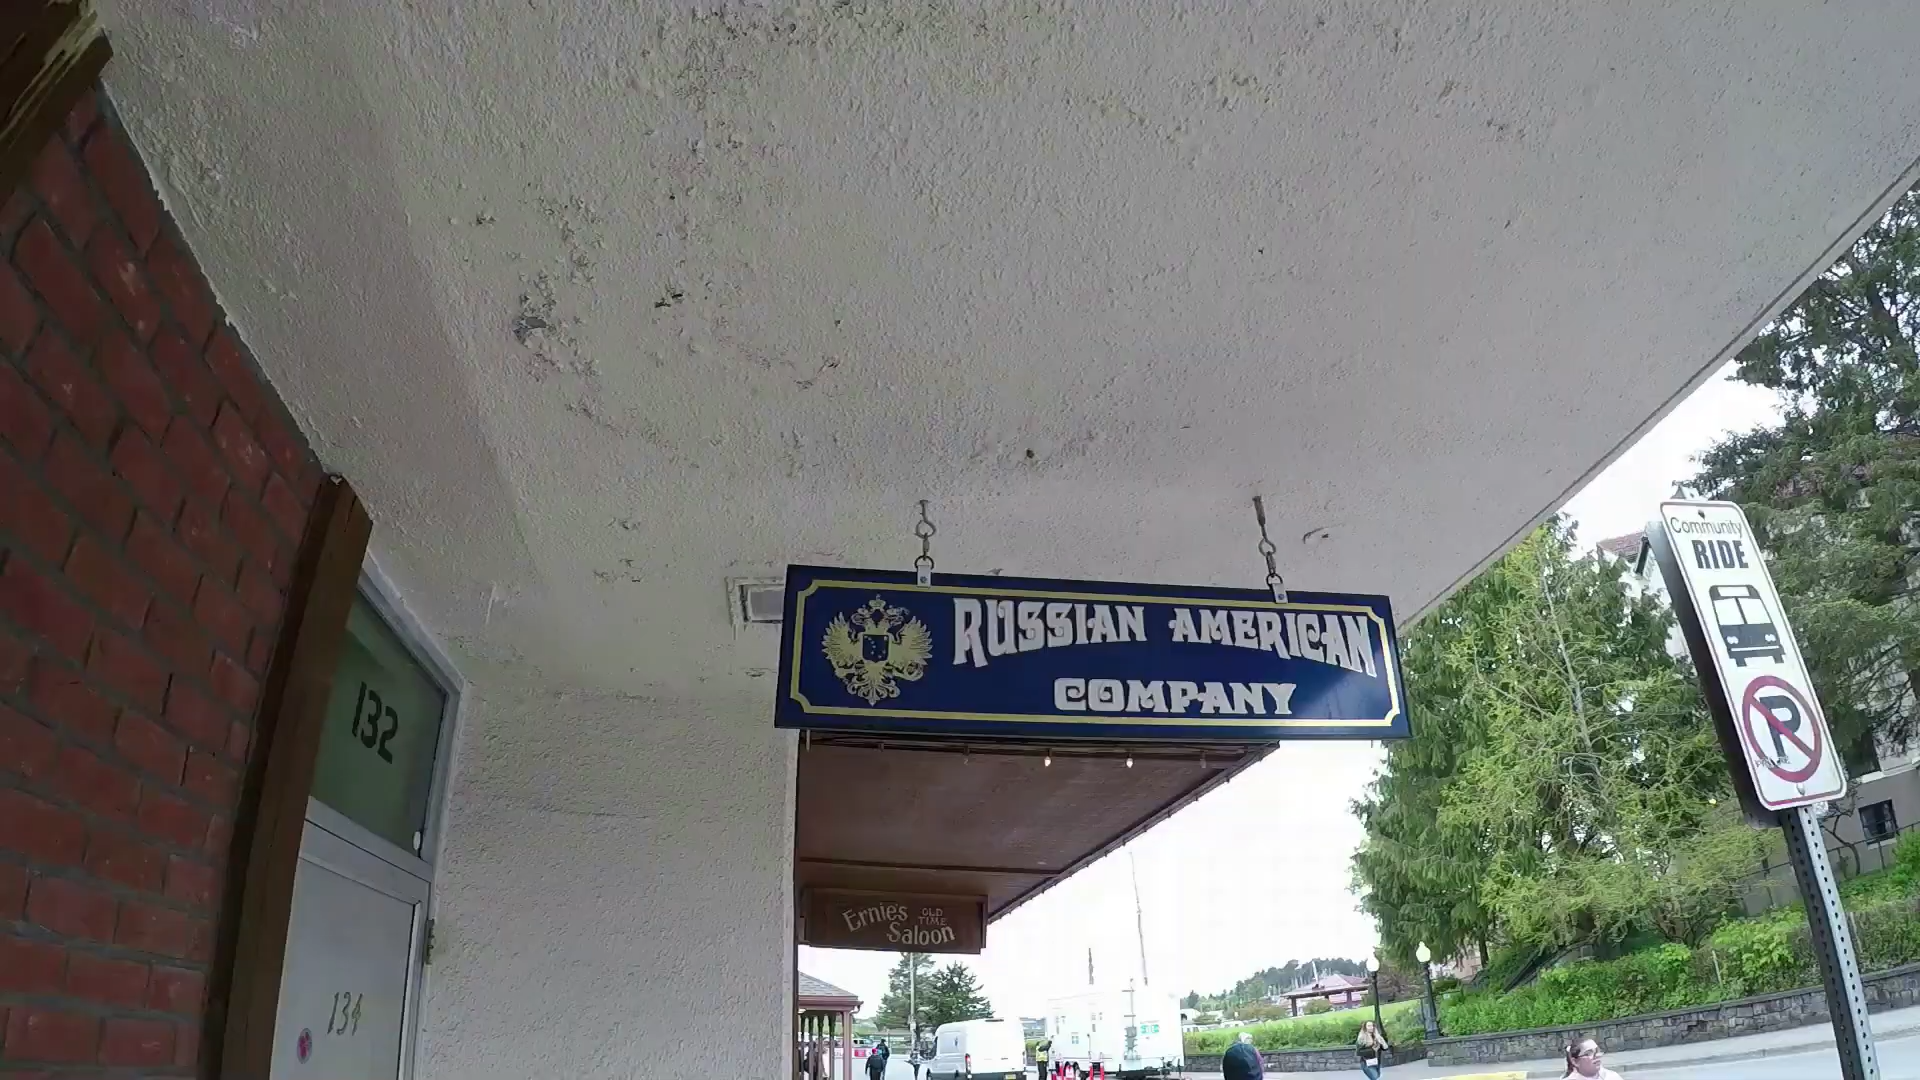 132
134
RUSSIAN AMERICAN
COMPANY
Ernie's OLD
TIME
Saloon
Community
RIDE
P